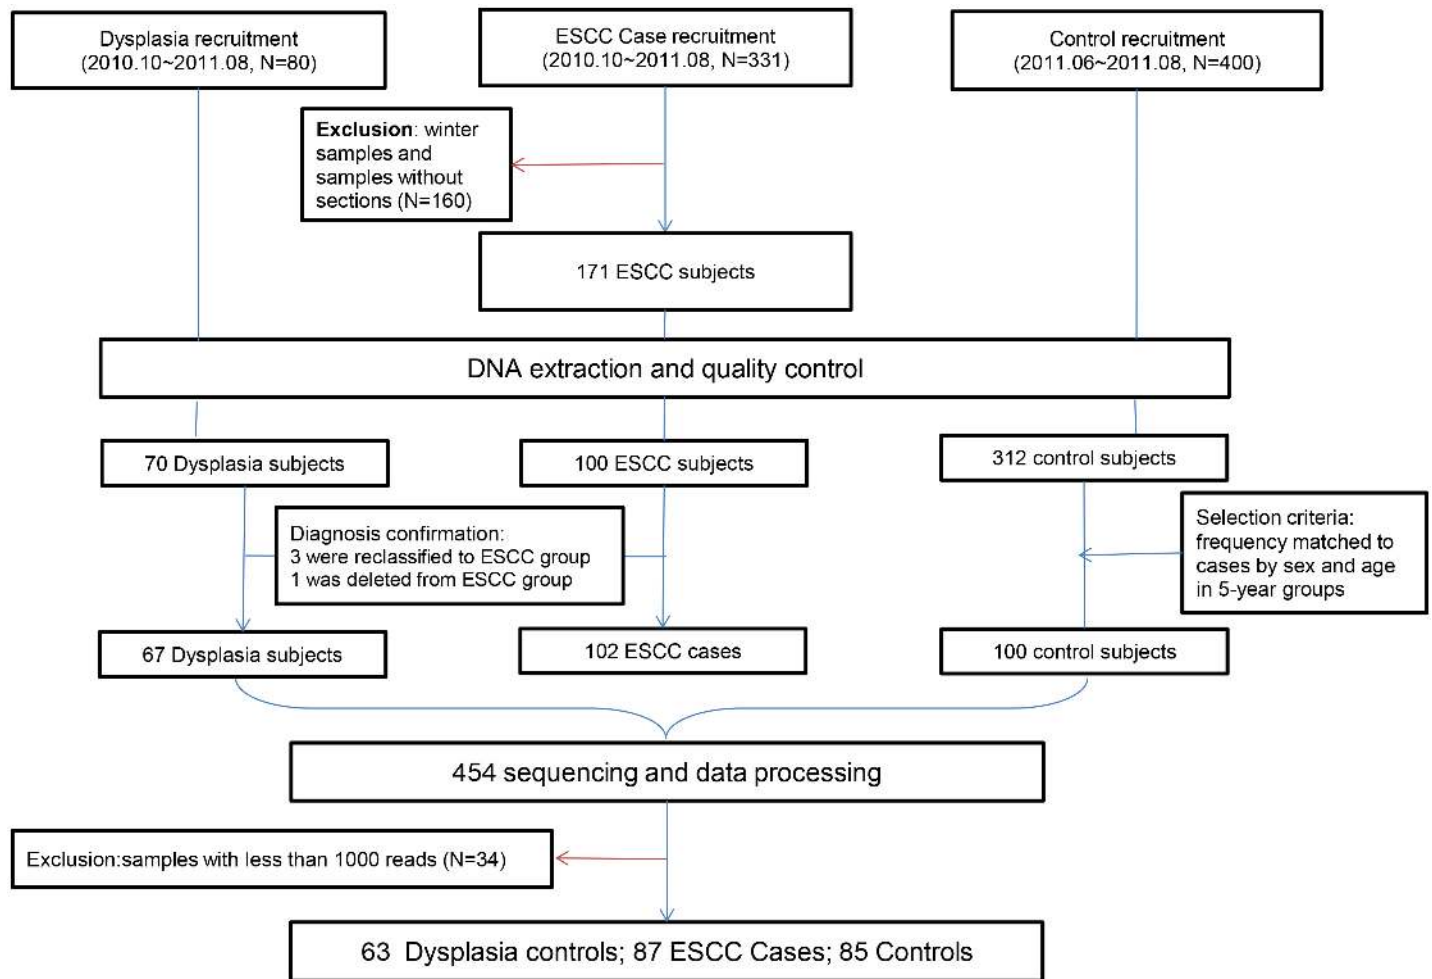 Dysplasia recruitment
(2010.10~2011.08, N=80)
ESCC Case recruitment
(2010.10~2011.08, N=331)
Control recruitment
(2011.06~2011.08, N=400)
Exclusion: winter
samples and
samples without
sections (N=160)
171 ESCC subjects
DNA extraction and quality control
70 Dysplasia subjects
100 ESCC subjects
312 control subjects
Diagnosis confirmation:
3 were reclassified to ESCC group
1 was deleted from ESCC group
Selection criteria:
frequency matched to
cases by sex and age
in 5-year groups
67 Dysplasia subjects
102 ESCC cases
100 control subjects
454 sequencing and data processing
Exclusion:samples with less than 1000 reads (N=34)
63 Dysplasia controls; 87 ESCC Cases; 85 Controls